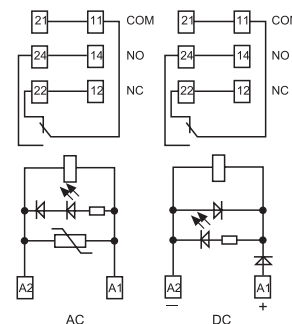 21 11 COM 21 11 COM
24 14 NO 24 14 NO
22 12 NC 22 12 NC
A2 A1 A2 A1
— +
AC DC